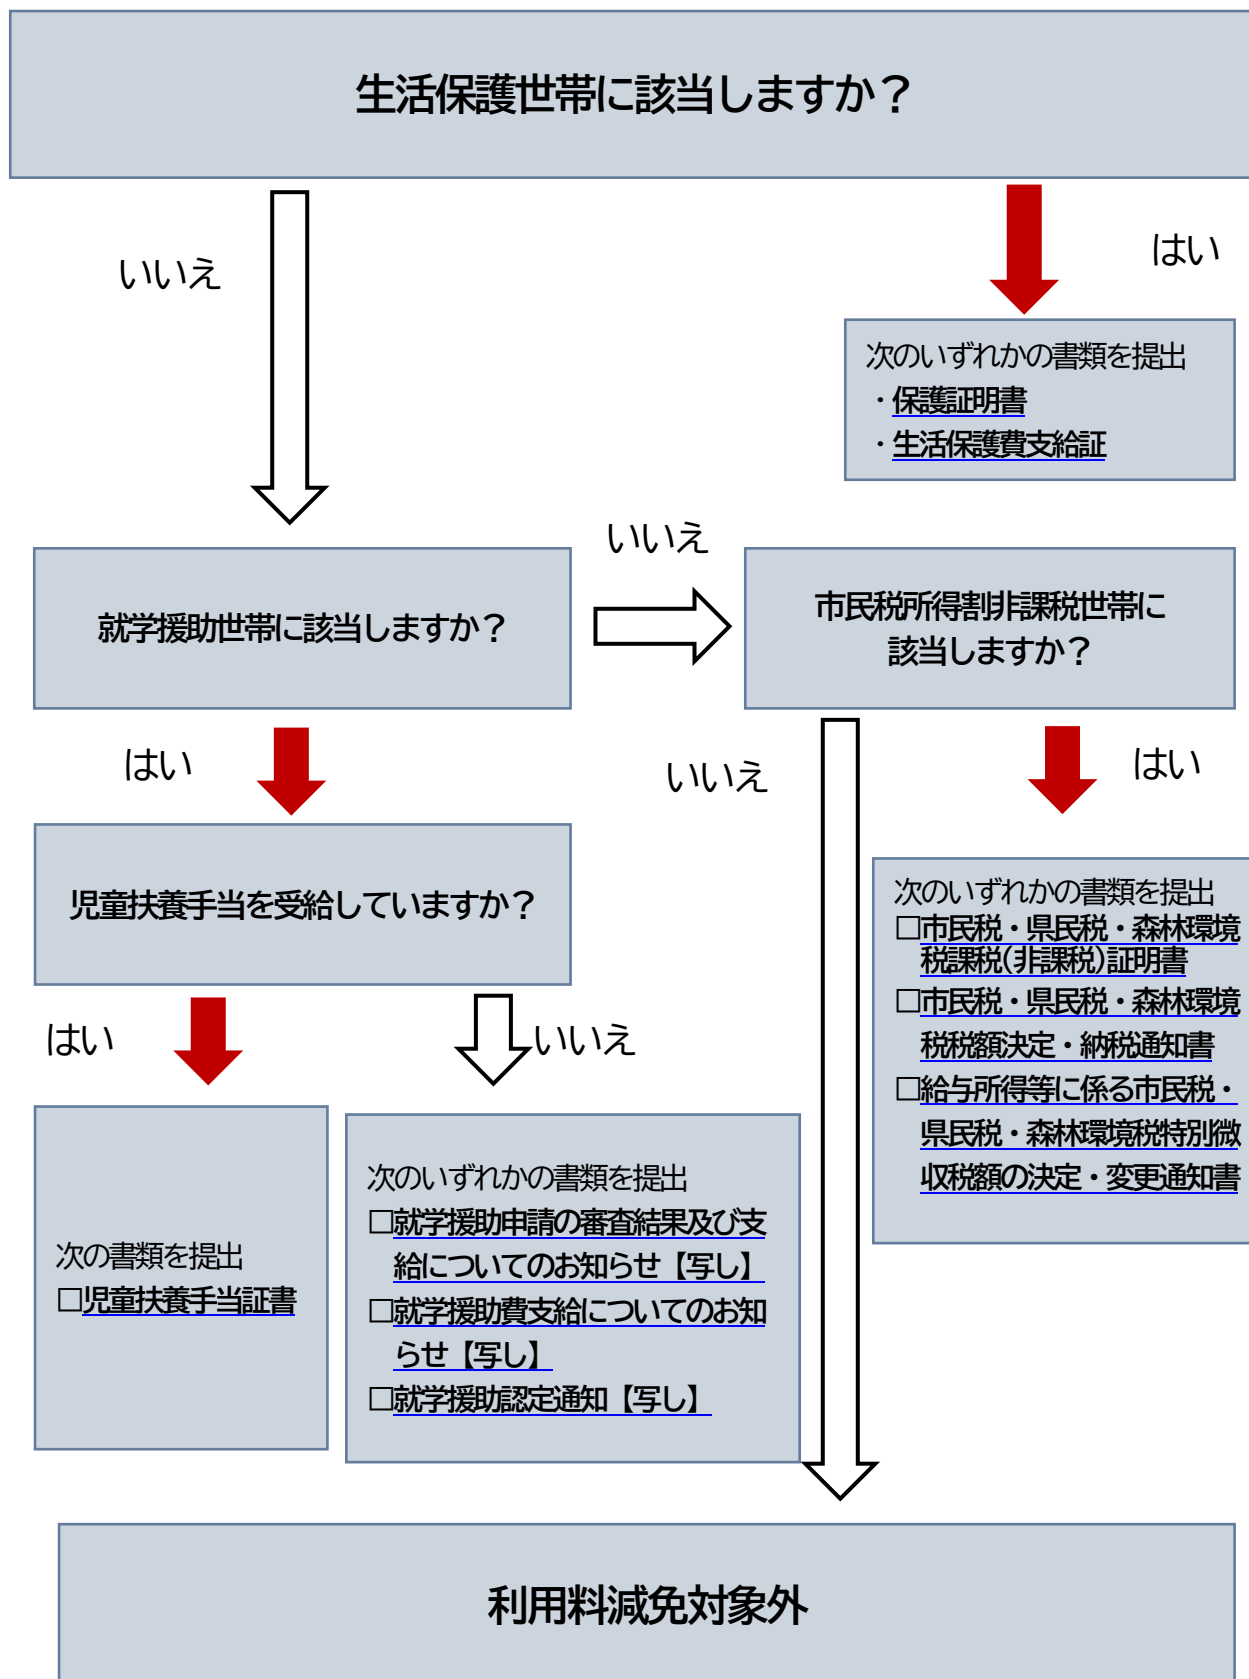 生活保護世帯に該当しますか？
いいえ
はい
次のいずれかの書類を提出
・保護証明書
・生活保護費支給証
いいえ
就学援助世帯に該当しますか？
市民税所得割非課税世帯に
該当しますか？
はい
いいえ
はい
児童扶養手当を受給していますか？
次のいずれかの書類を提出
□市民税・県民税・森林環境
税課税(非課税)証明書
□市民税・県民税・森林環境
税税額決定・納税通知書
□給与所得等に係る市民税・
県民税・森林環境税特別徴
収税額の決定・変更通知書
はい
いいえ
次の書類を提出
□児童扶養手当証書
次のいずれかの書類を提出
□就学援助申請の審査結果及び支
給についてのお知らせ【写し】
□就学援助費支給についてのお知
らせ【写し】
□就学援助認定通知【写し】
利用料減免対象外